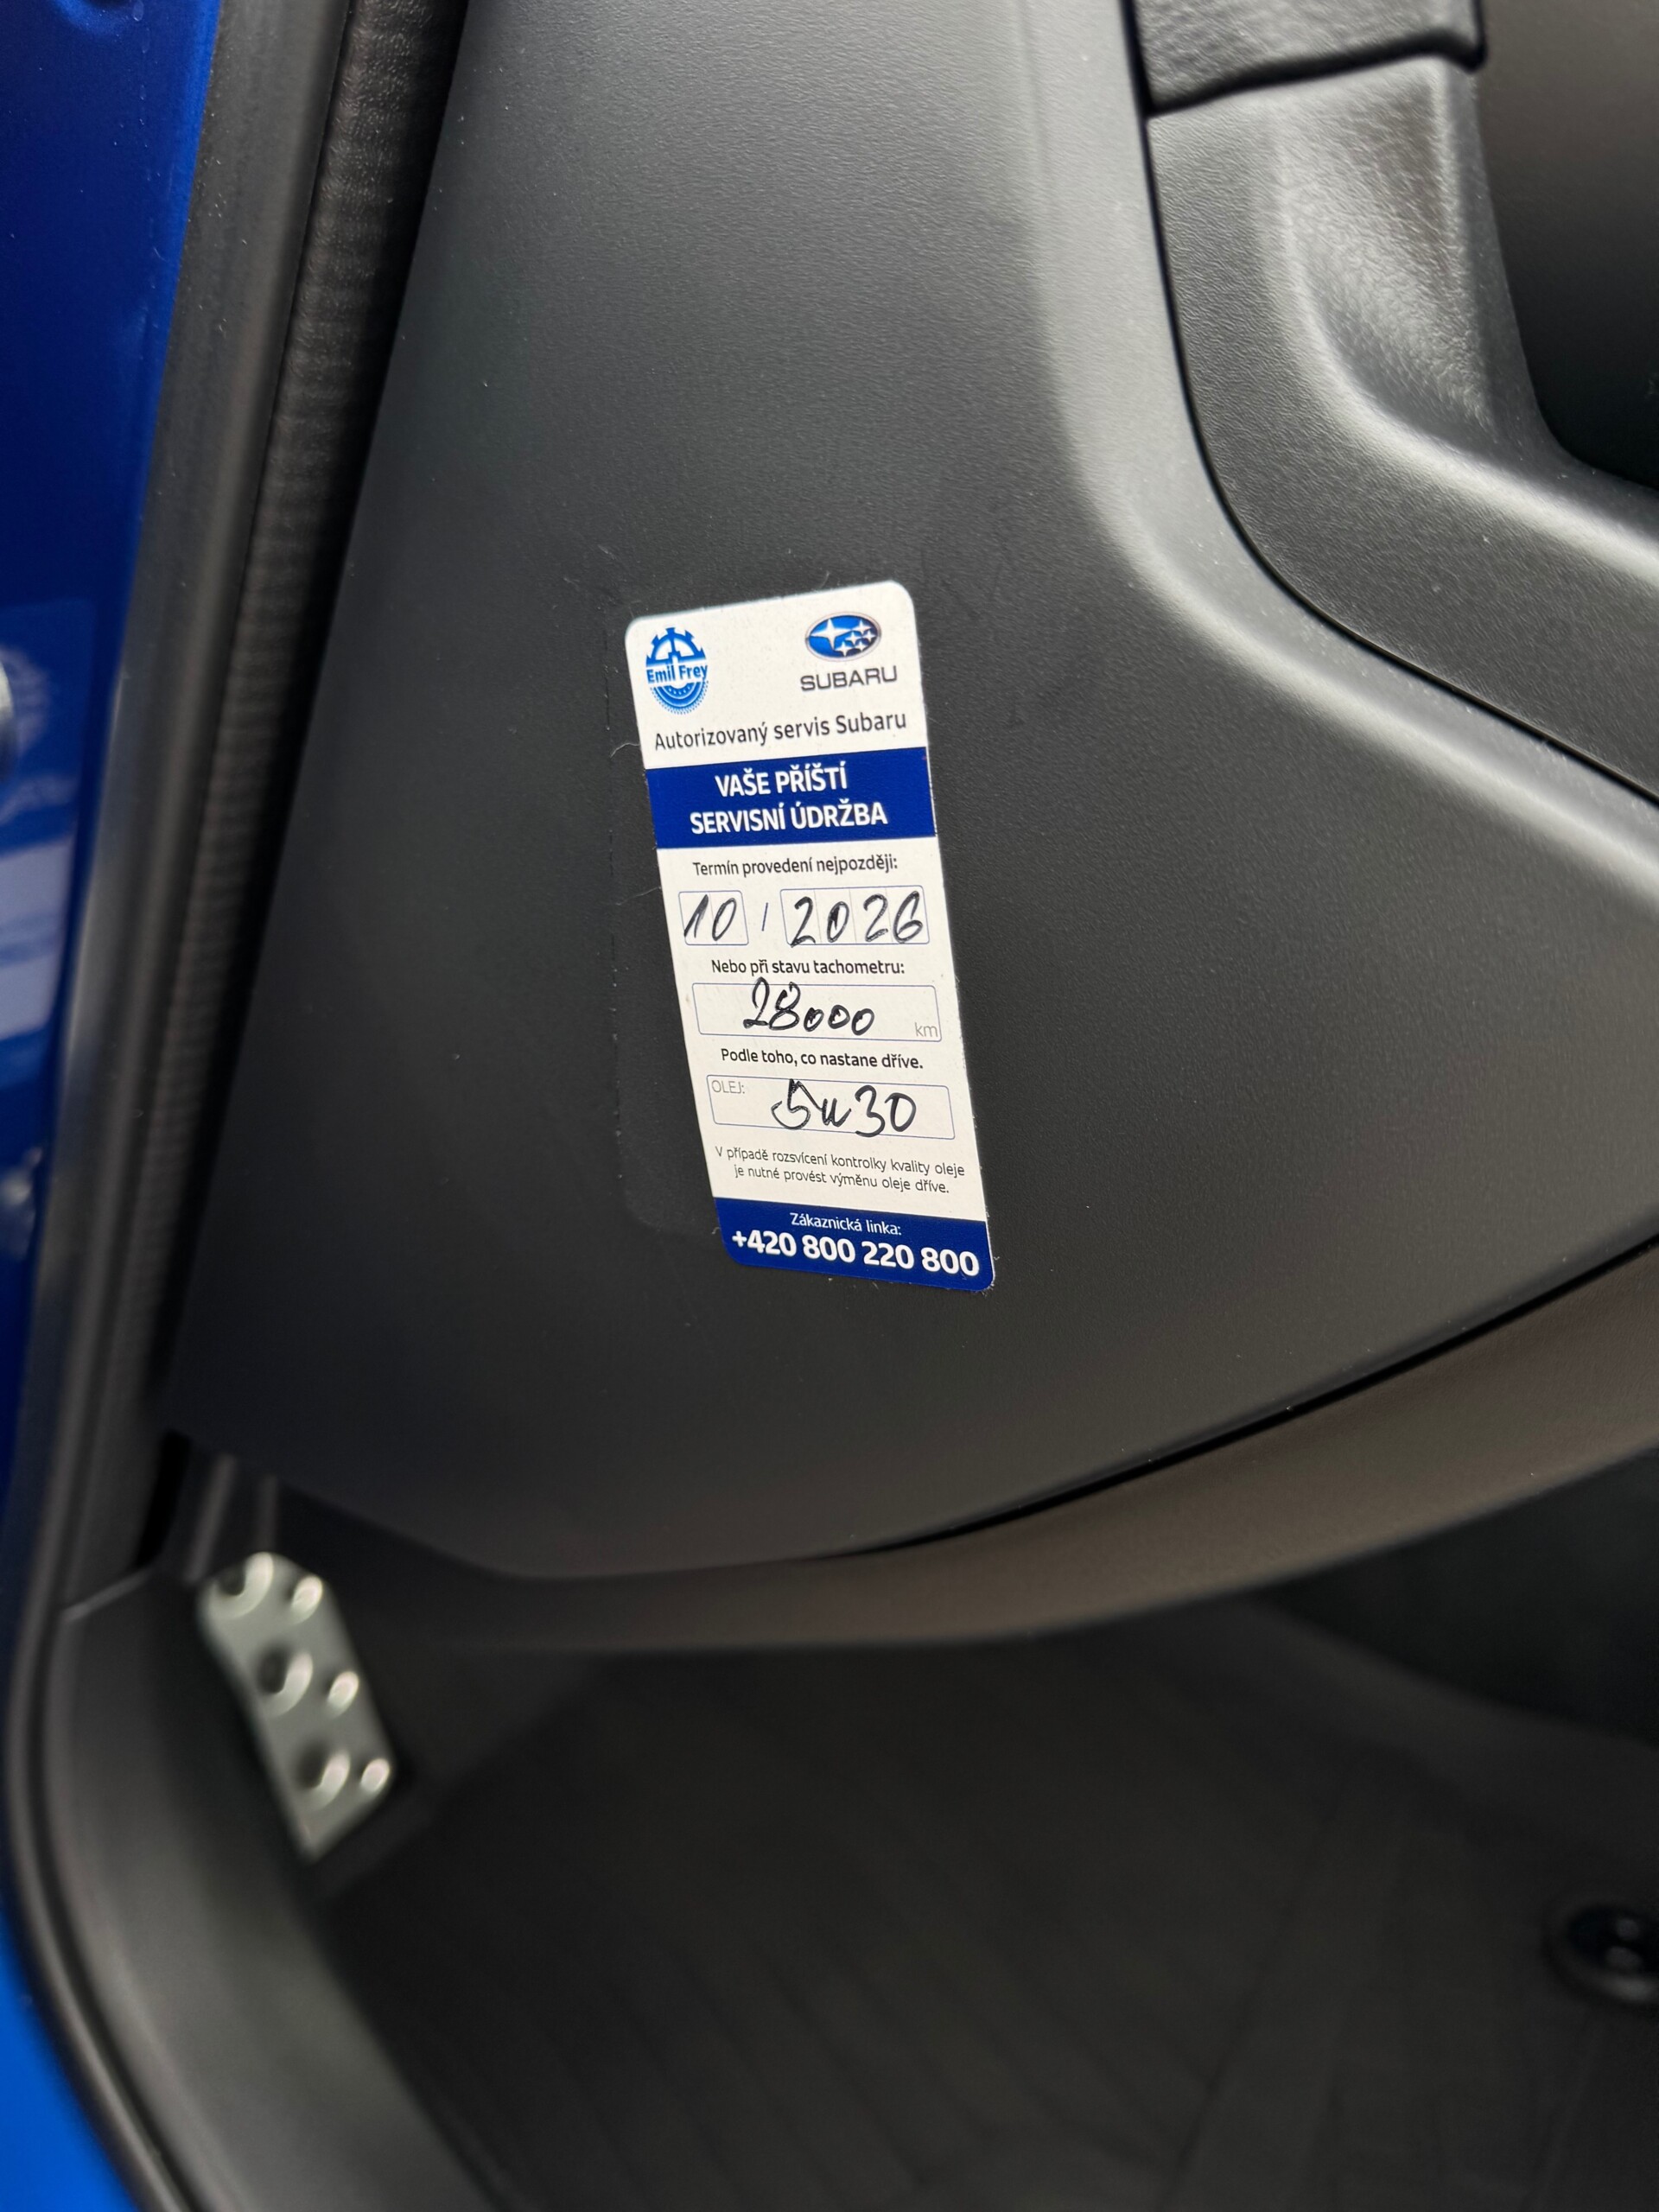 Emil Frey
SUBARU
Autorizovaný servis Subaru
VAŠE PŘÍŠTÍ
SERVISNÍ ÚDRŽBA
Termín provedení nejpozději:
10 / 2026
Nebo při stavu tachometru:
28000 km
Podle toho, co nastane dříve.
OLEJ: 5w30
V případě rozsvícení kontrolky kvality oleje
je nutné provést výměnu oleje dříve.
Zákaznická linka:
+420 800 220 800